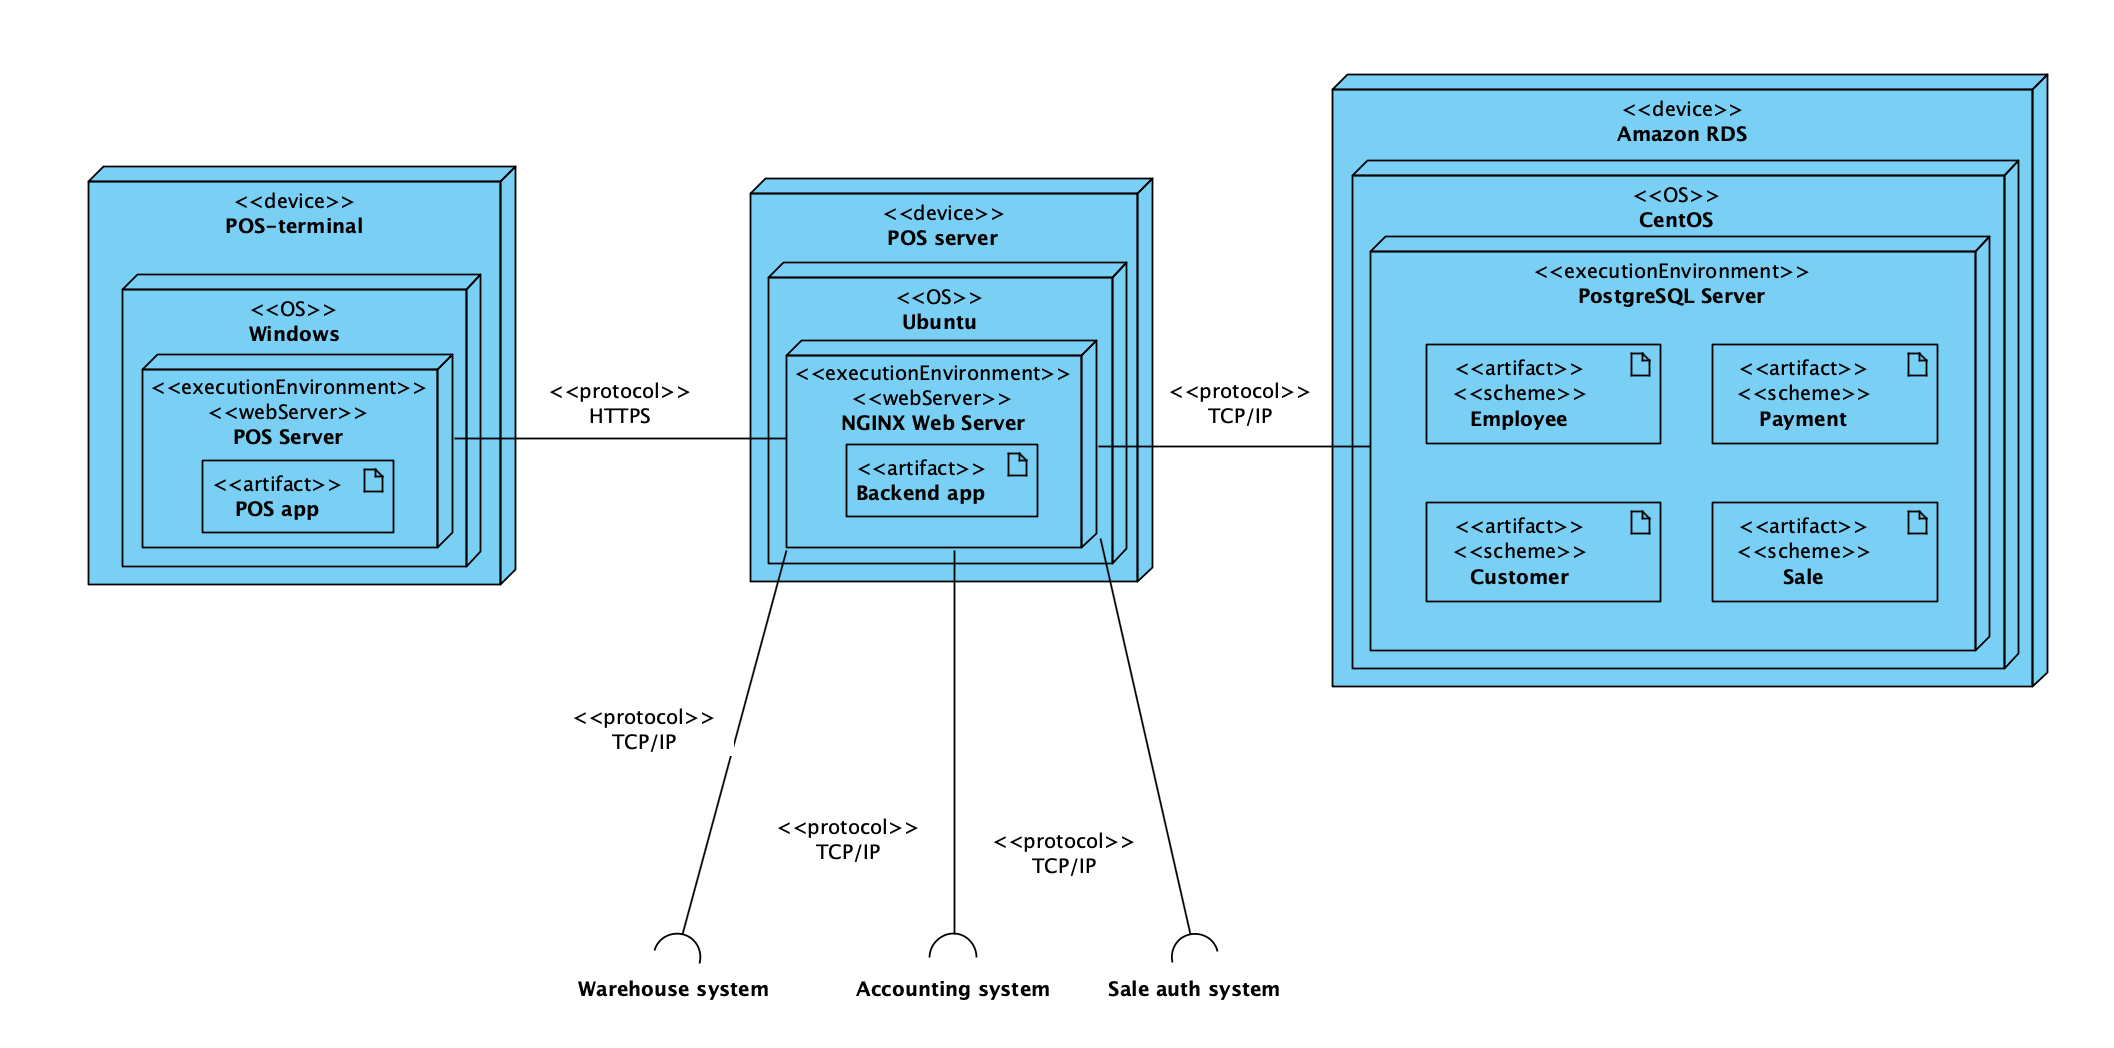 <<device>>
POS-terminal
<<OS>>
Windows
<<executionEnvironment>>
<<webServer>>
POS Server
<<artifact>>
POS app
<<protocol>>
HTTPS
<<device>>
POS server
<<OS>>
Ubuntu
<<executionEnvironment>>
<<webServer>>
NGINX Web Server
<<artifact>>
Backend app
<<protocol>>
TCP/IP
<<device>>
Amazon RDS
<<OS>>
CentOS
<<executionEnvironment>>
PostgreSQL Server
<<artifact>>
<<scheme>>
Employee
<<artifact>>
<<scheme>>
Payment
<<artifact>>
<<scheme>>
Customer
<<artifact>>
<<scheme>>
Sale
<<protocol>>
TCP/IP
<<protocol>>
TCP/IP
<<protocol>>
TCP/IP
Warehouse system
Accounting system
Sale auth system